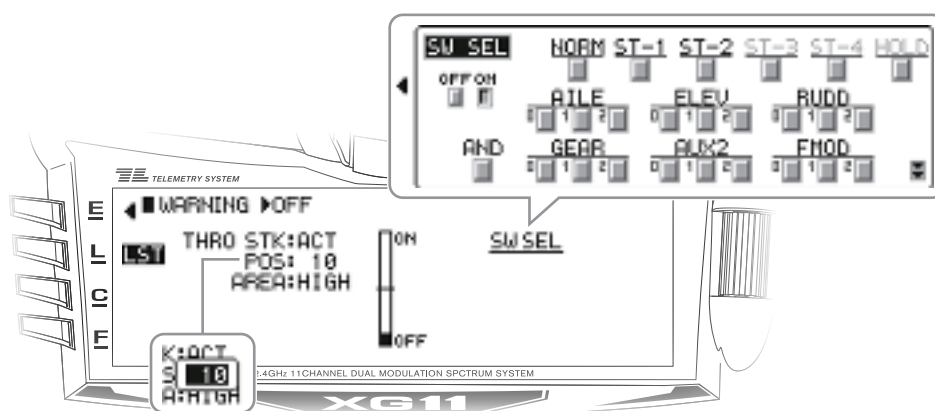 SW SEL NORM ST-1 ST-2 ST-3 ST-4 HOLD
OFF ON
AILE ELEV RUDD
0 1 2 0 1 2 0 1 2
AND GEAR AUX2 FMOD
0 1 2 0 1 2 0 1 2
TELEMETRY SYSTEM
E
L
C
F
WARNING OFF
LST
THRO STK:ACT
POS: 10
AREA:HIGH
ON
OFF
SW SEL
K:ACT
S 10
A:HIGH
2.4GHz 11CHANNEL DUAL MODULATION SPCTRUM SYSTEM
XG11